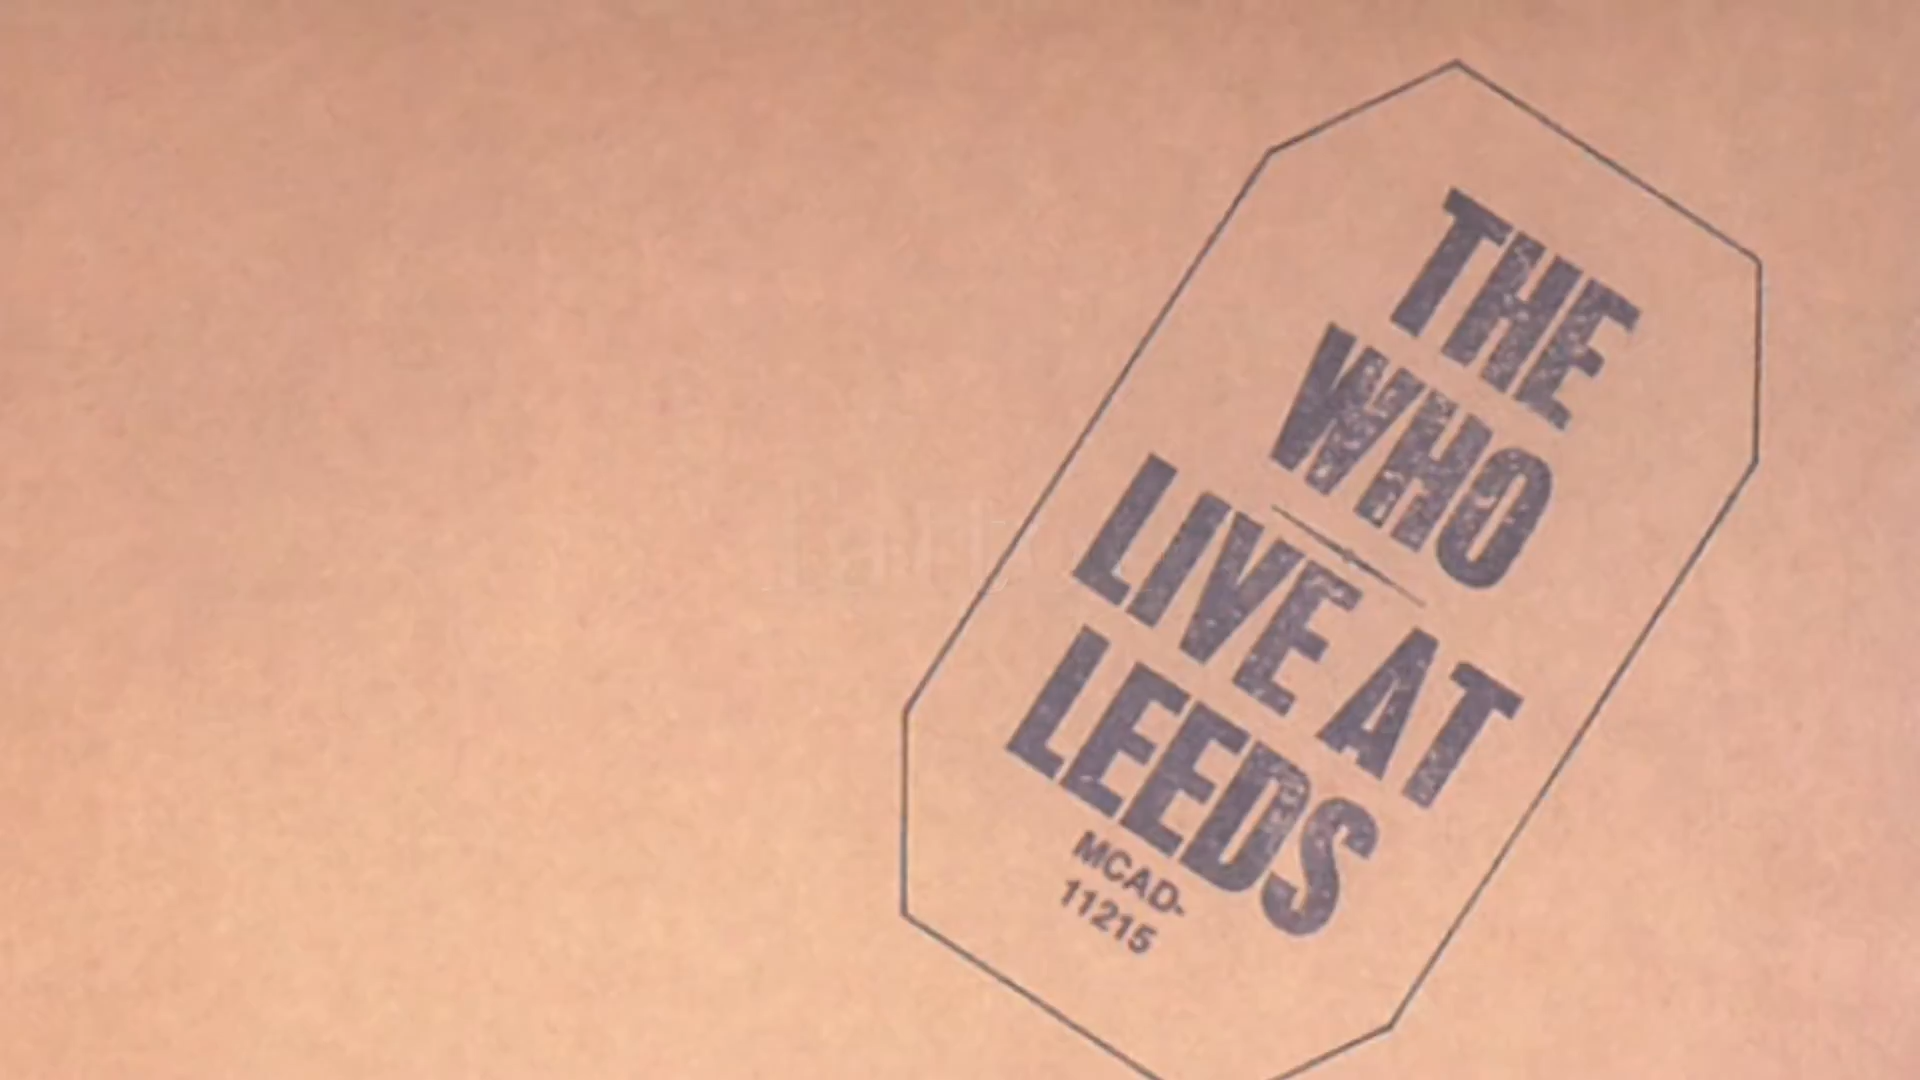 THE
WHO
LIVE AT
LEEDS
MCAD-
11215